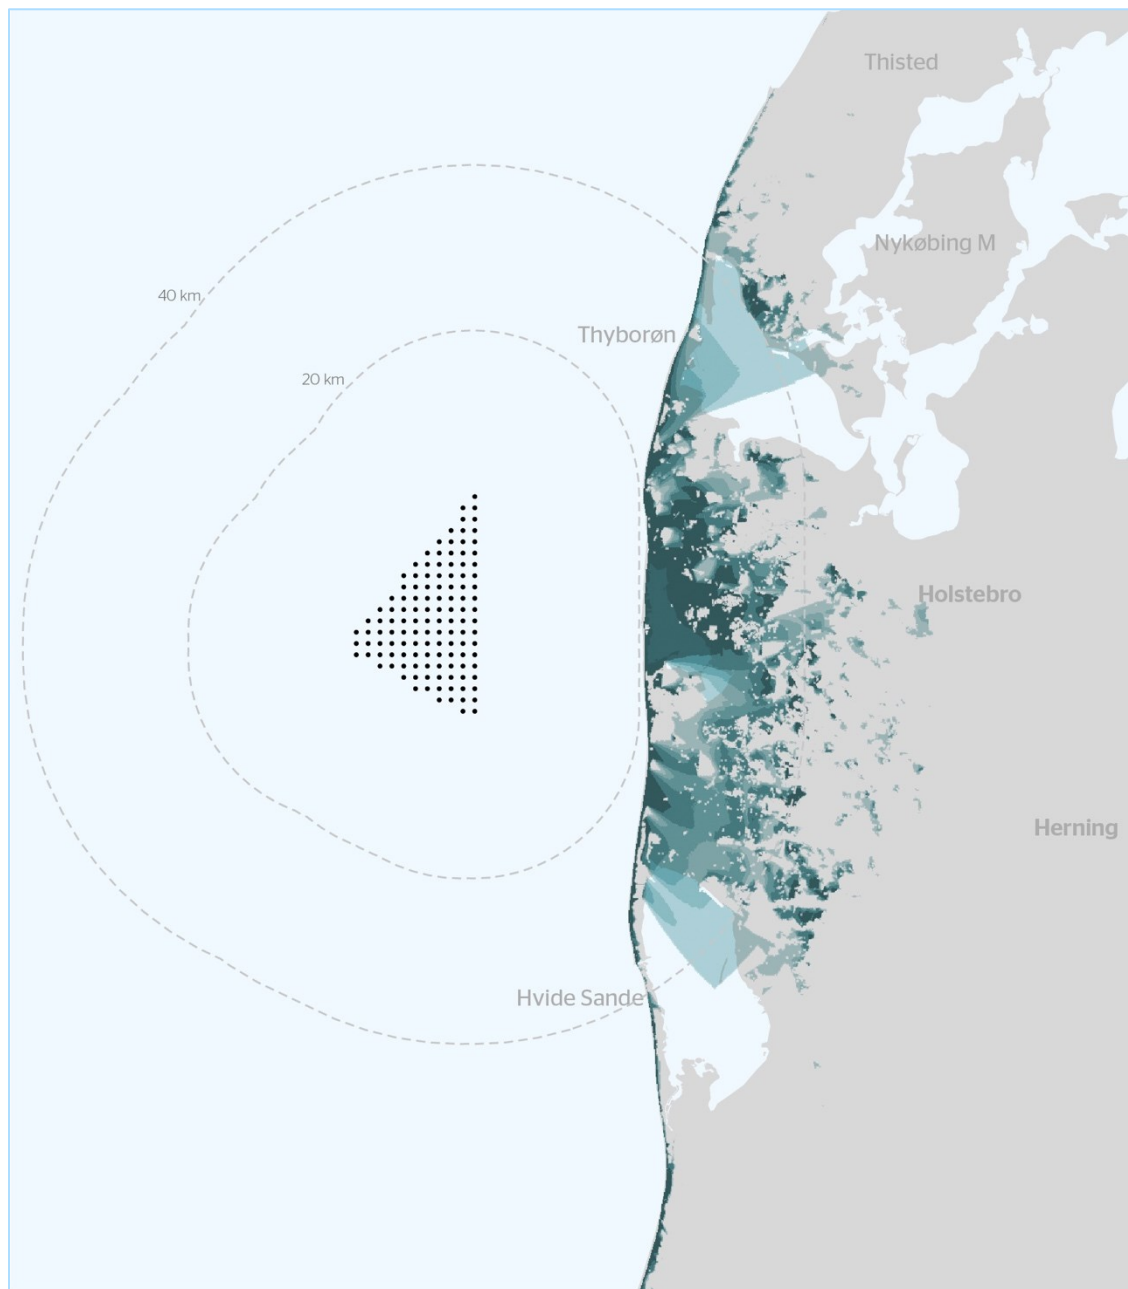 Thisted
Nykøbing M
40 km
Thyborøn
20 km
Holstebro
Herning
Hvide Sande